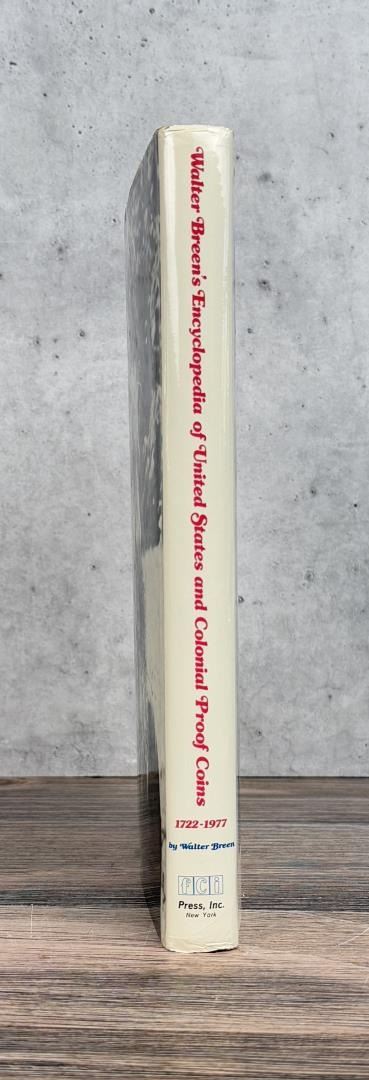 Walter Breen's Encyclopedia of United States and Colonial Proof Coins
1722-1977
by Walter Breen
fci
Press, Inc.
New York